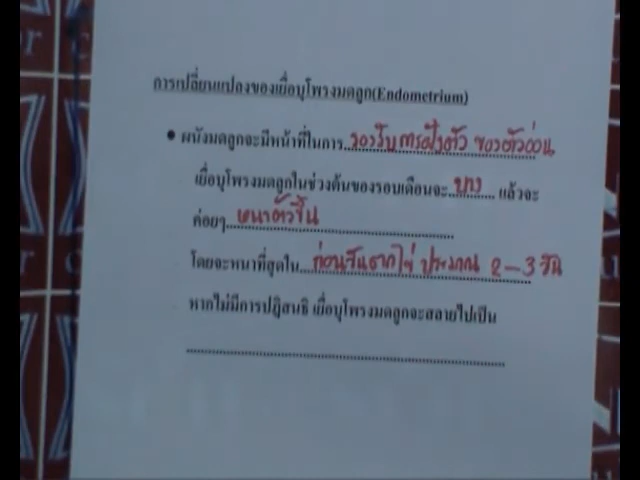 การเปลี่ยนแปลงของเยื่อบุโพรงมดลูก(Endometrium)
• ผนังมดลูกจะมีหน้าที่ในการ..รองรับการฝังตัว ของตัวอ่อน
เยื่อบุโพรงมดลูกในช่วงต้นของรอบเดือนจะ..บาง...... แล้วจะ
ค่อยๆ..หนาตัวขึ้น..............................
โดยจะหนาที่สุดใน...ก่อนวันตกไข่ ประมาณ 2-3 วัน
หากไม่มีการปฏิสนธิ เยื่อบุโพรงมดลูกจะสลายไปเป็น
......................................................................